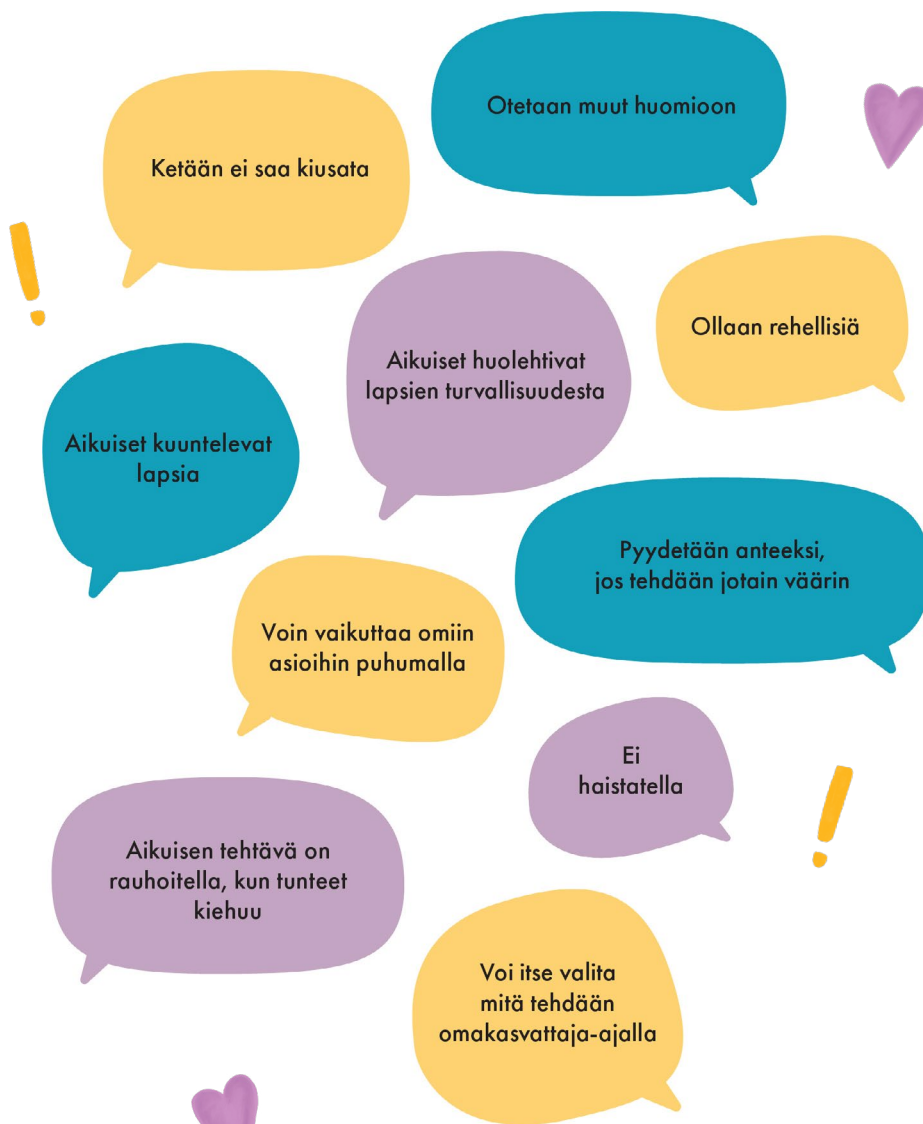 Otetaan muut huomioon
Ketään ei saa kiusata
Ollaan rehellisiä
Aikuiset huolehtivat
lapsien turvallisuudesta
Aikuiset kuuntelevat
lapsia
Pyydetään anteeksi,
jos tehdään jotain väärin
Voin vaikuttaa omiin
asioihin puhumalla
Ei
haistatella
Aikuisen tehtävä on
rauhoitella, kun tunteet
kiehuu
Voi itse valita
mitä tehdään
omakasvattaja-ajalla